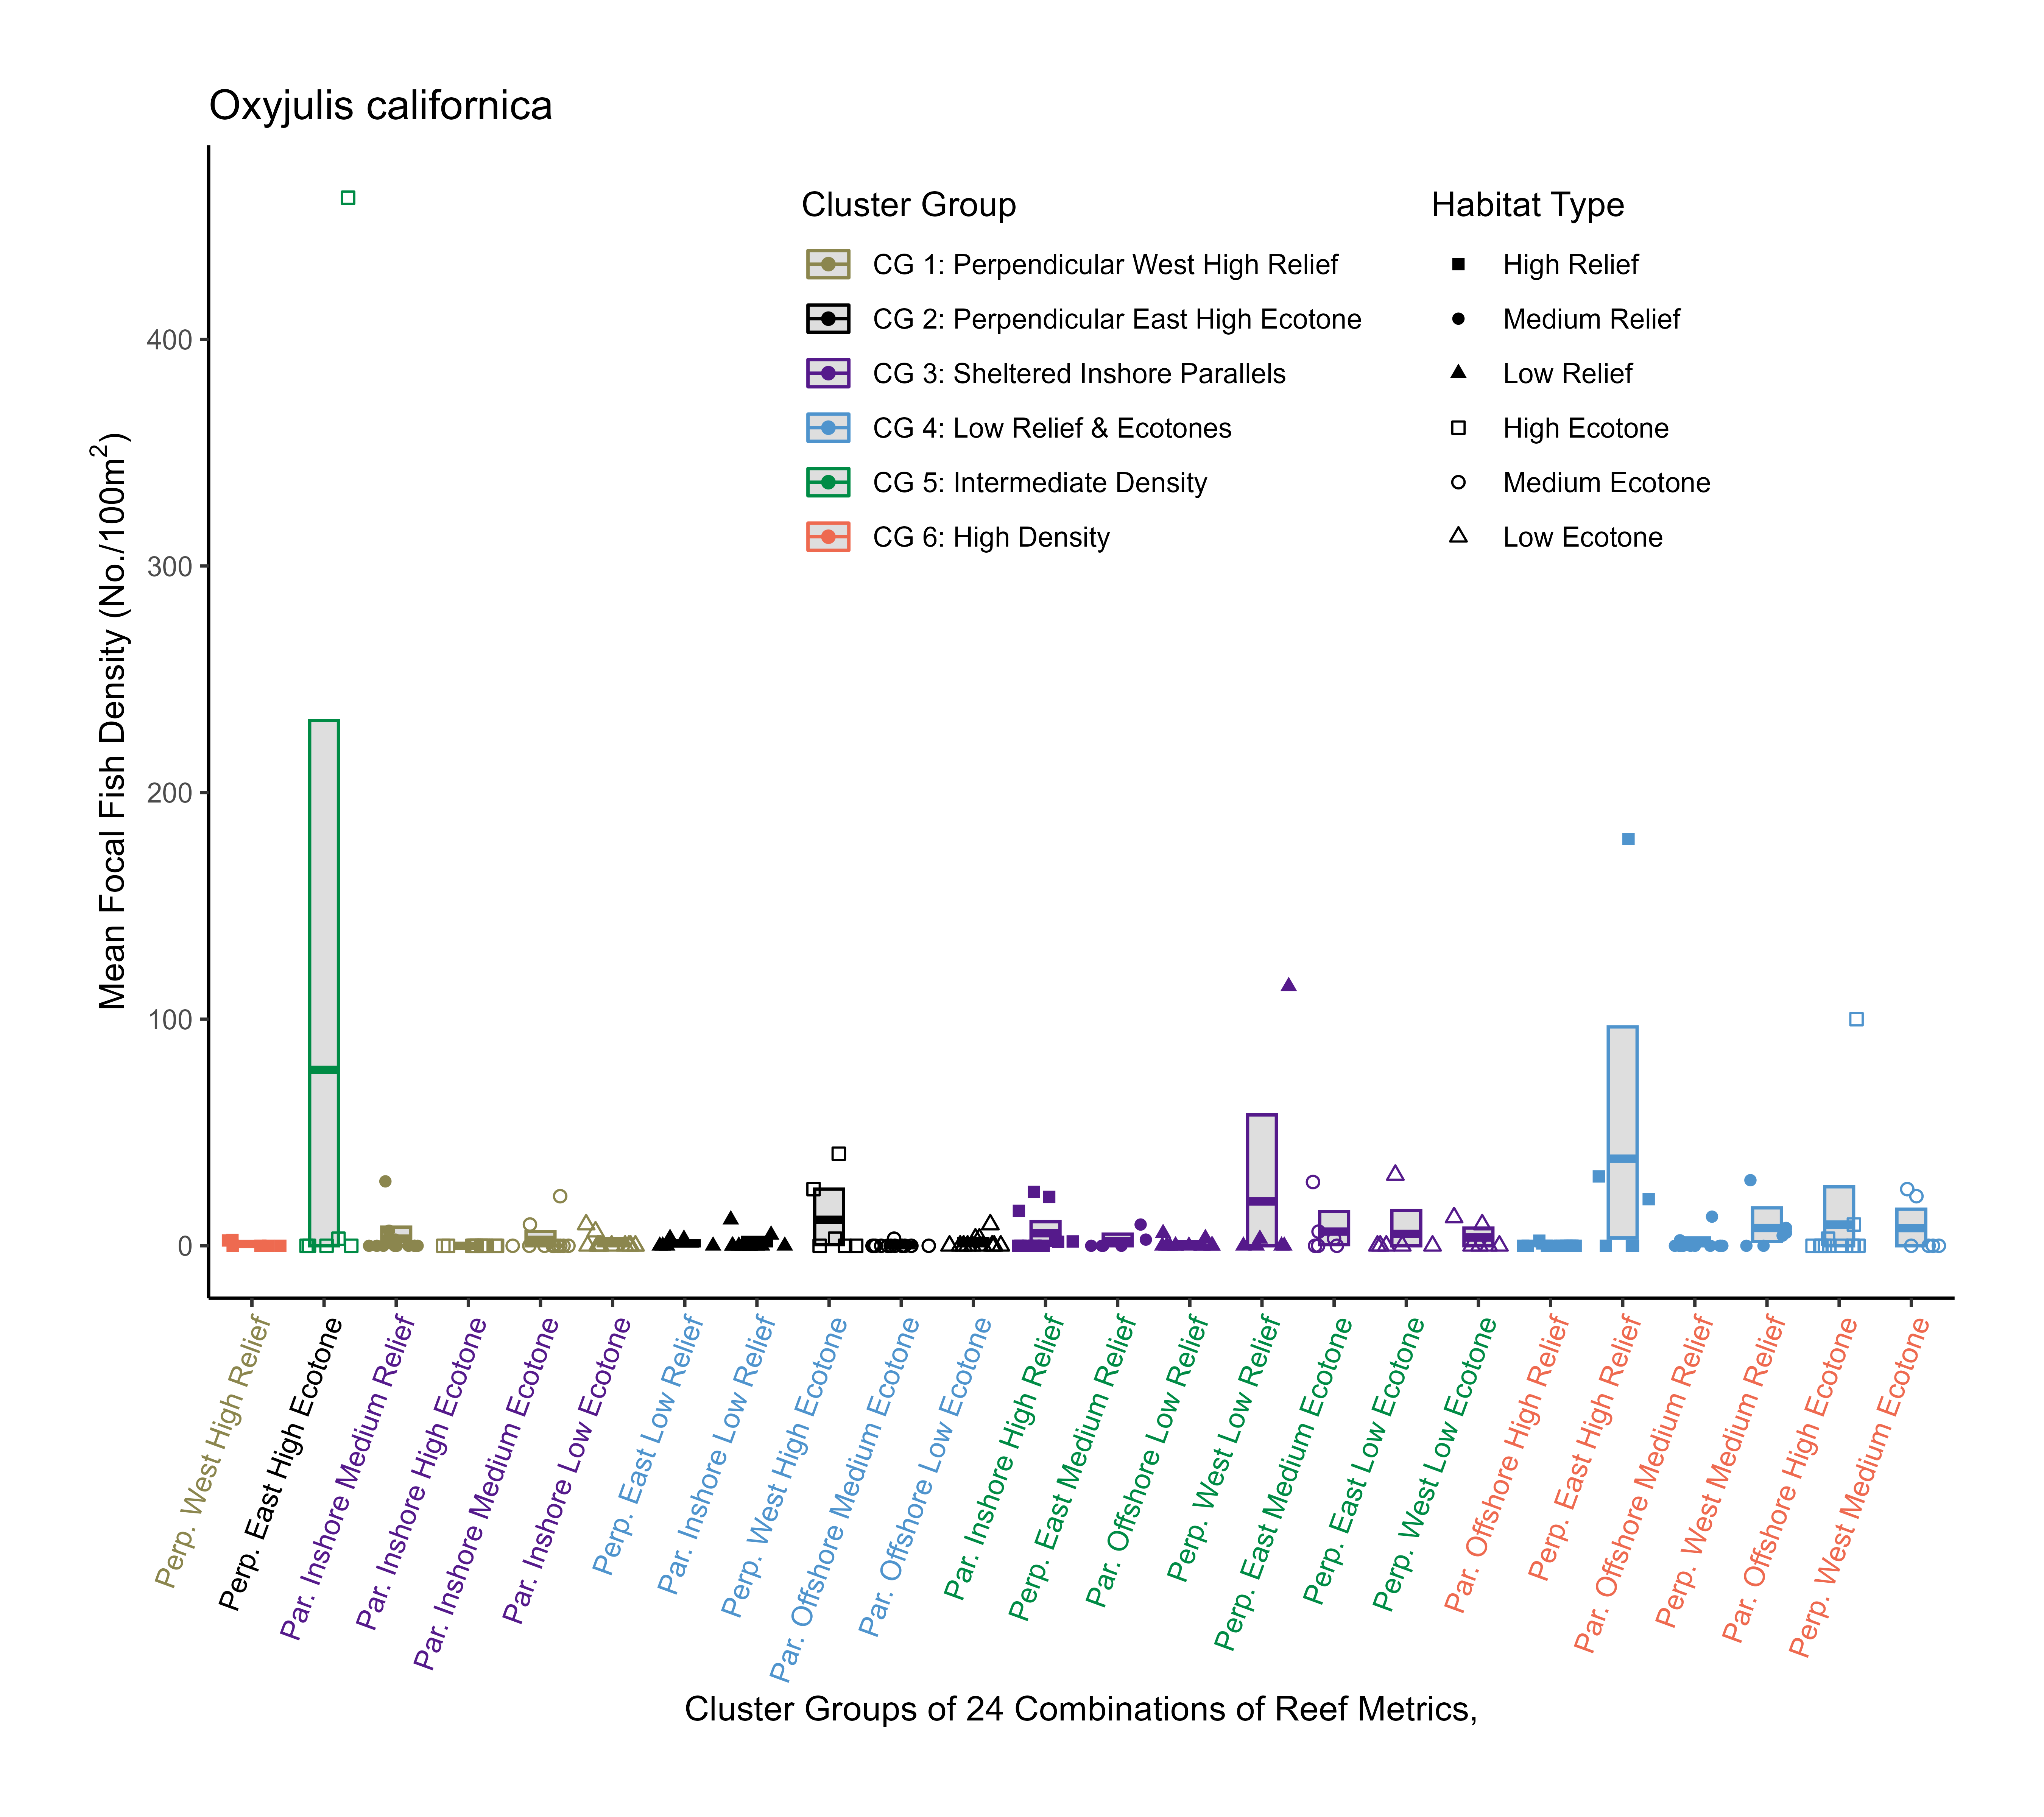 Oxyjulis californica
Cluster Group
CG 1: Perpendicular West High Relief
CG 2: Perpendicular East High Ecotone
CG 3: Sheltered Inshore Parallels
CG 4: Low Relief & Ecotones
CG 5: Intermediate Density
CG 6: High Density
Habitat Type
High Relief
Medium Relief
Low Relief
High Ecotone
Medium Ecotone
Low Ecotone
Mean Focal Fish Density (No./100m²)
400
300
200
100
0
Perp. West High Relief
Perp. East High Ecotone
Par. Inshore Medium Relief
Par. Inshore High Ecotone
Par. Inshore Medium Ecotone
Par. Inshore Low Ecotone
Perp. East Low Relief
Par. Inshore Low Relief
Perp. West High Ecotone
Par. Offshore Medium Ecotone
Par. Offshore Low Ecotone
Par. Inshore High Relief
Perp. East Medium Relief
Par. Offshore Low Relief
Perp. West Low Relief
Perp. East Medium Ecotone
Perp. East Low Ecotone
Perp. West Low Ecotone
Par. Offshore High Relief
Perp. East High Relief
Par. Offshore Medium Relief
Perp. West Medium Relief
Par. Offshore High Ecotone
Perp. West Medium Ecotone
Cluster Groups of 24 Combinations of Reef Metrics,